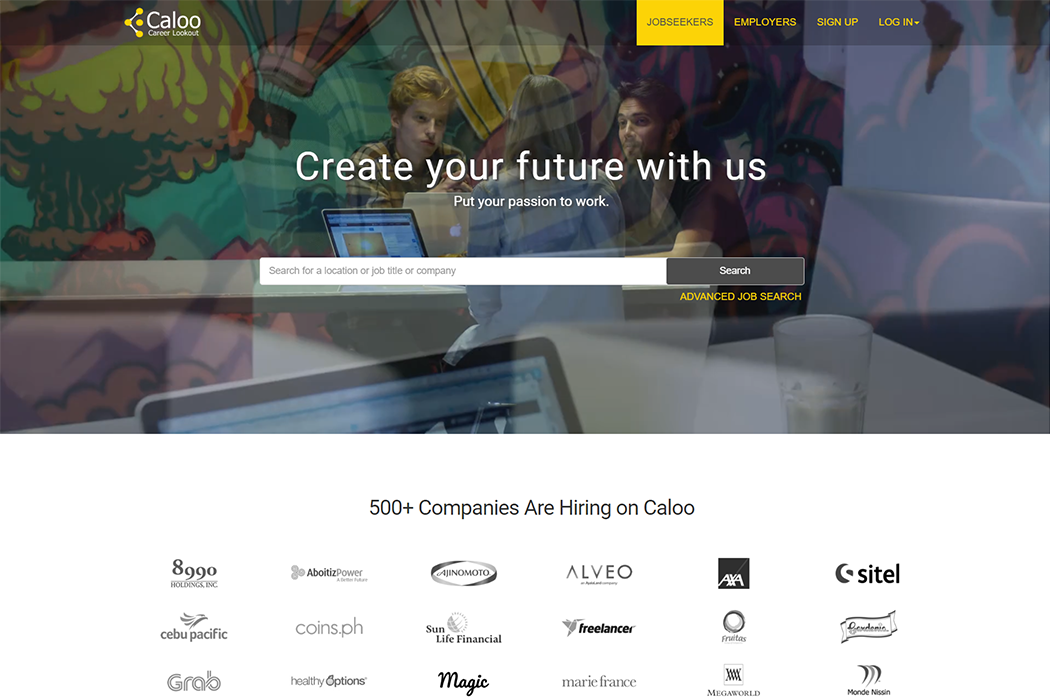 Caloo
Career Lookout
JOBSEEKERS
EMPLOYERS
SIGN UP
LOG IN
Create your future with us
Put your passion to work.
Search for a location or job title or company
Search
ADVANCED JOB SEARCH
500+ Companies Are Hiring on Caloo
8990
HOLDINGS, INC.
AboitizPower
A Better Future
AJINOMOTO
ALVEO
an AyalaLand company
AXA
sitel
cebu pacific
coins.ph
Sun
Life Financial
freelancer
Fruitas
Gardenia
Grab
healthy Options
Magic
marie france
MEGAWORLD
Monde Nissin